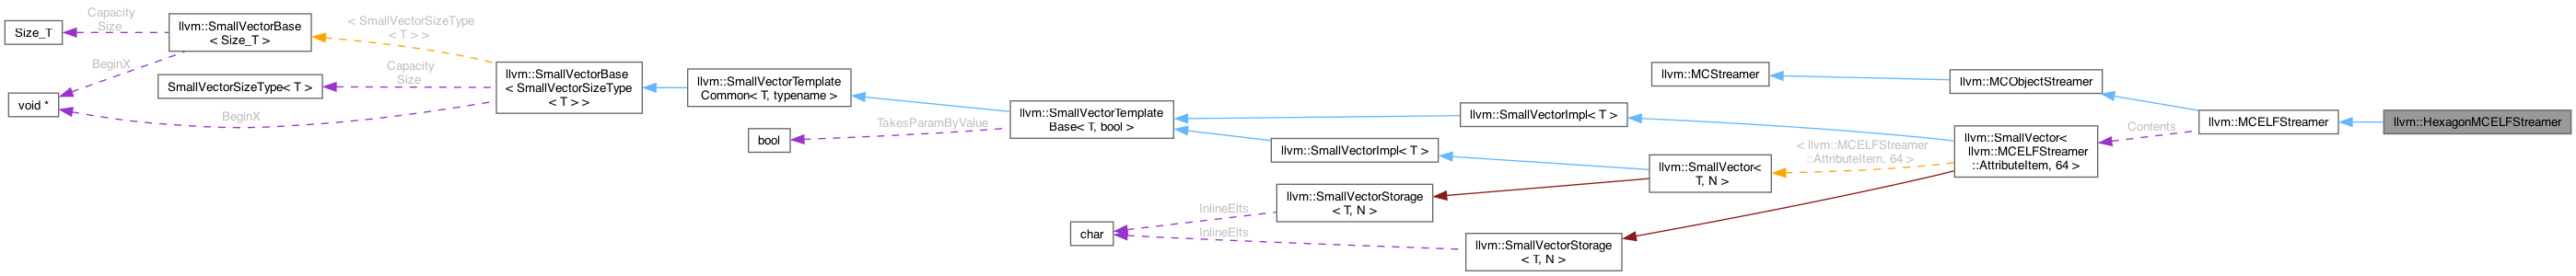 Size_T
Capacity
Size
llvm::SmallVectorBase
< Size_T >
< SmallVectorSizeType
< T > >
BeginX
void *
SmallVectorSizeType< T >
Capacity
Size
BeginX
llvm::SmallVectorBase
< SmallVectorSizeType
< T > >
llvm::SmallVectorTemplate
Common< T, typename >
bool
TakesParamByValue
llvm::SmallVectorTemplate
Base< T, bool >
llvm::SmallVectorImpl< T >
llvm::SmallVectorImpl< T >
char
InlineElts
InlineElts
llvm::SmallVectorStorage
< T, N >
llvm::SmallVectorStorage
< T, N >
llvm::MCStreamer
llvm::SmallVector<
T, N >
< llvm::MCELFStreamer
::AttributeItem, 64 >
llvm::MCObjectStreamer
llvm::SmallVector<
llvm::MCELFStreamer
::AttributeItem, 64 >
Contents
llvm::MCELFStreamer
llvm::HexagonMCELFStreamer